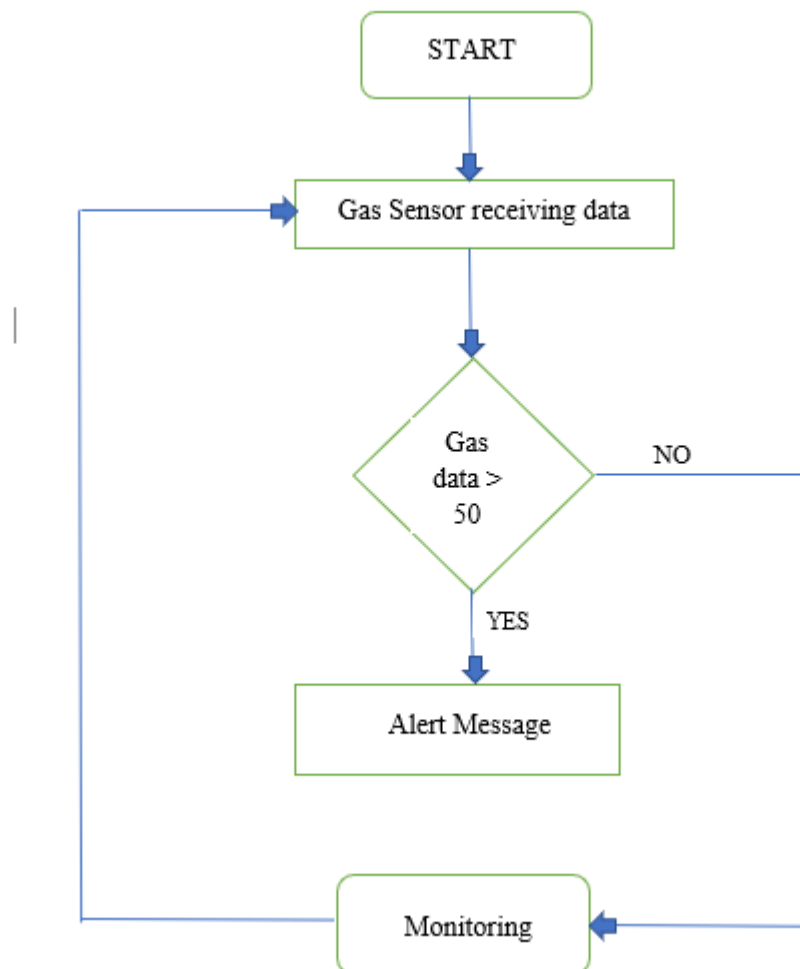 START
Gas Sensor receiving data
Gas
data >
50
NO
YES
Alert Message
Monitoring